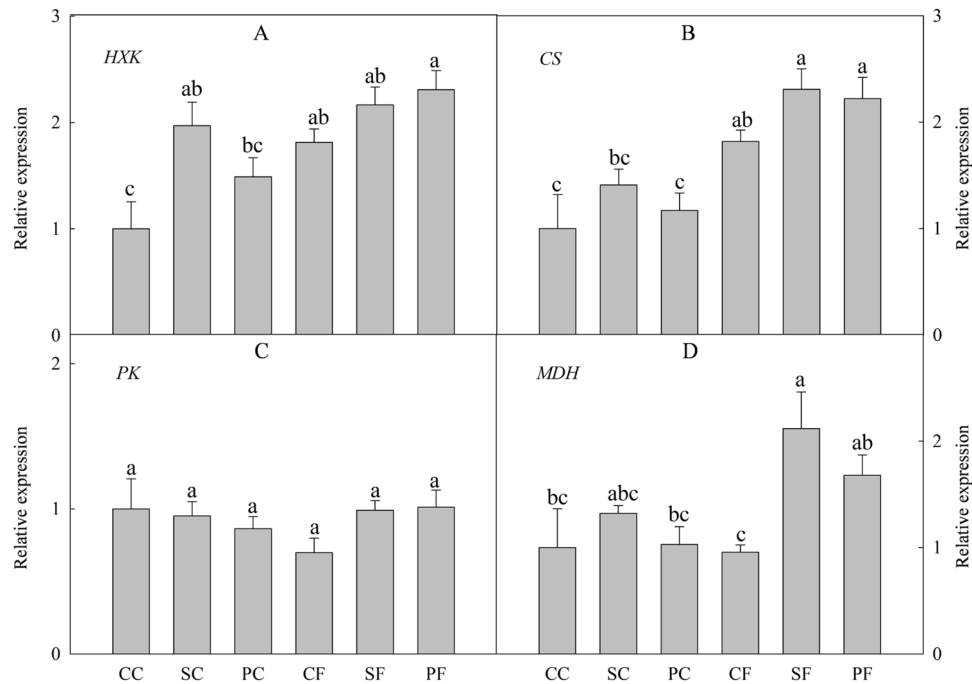 A
HXK
Relative expression
3
2
1
0
c
ab
bc
ab
ab
a
B
CS
Relative expression
3
2
1
0
c
bc
c
ab
a
a
C
PK
Relative expression
2
1
0
a
a
a
a
a
a
CC SC PC CF SF PF
D
MDH
Relative expression
2
1
0
bc
abc
bc
c
a
ab
CC SC PC CF SF PF